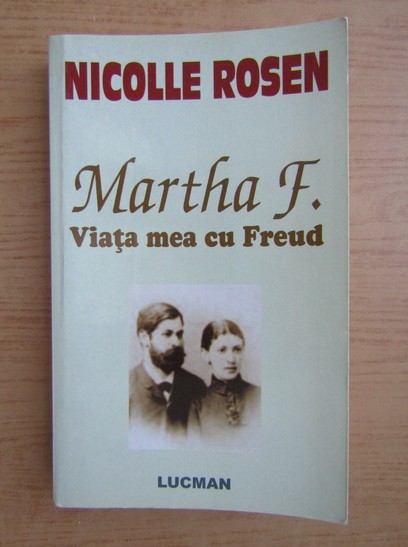 NICOLLE ROSEN
Martha F.
Viaţa mea cu Freud
LUCMAN